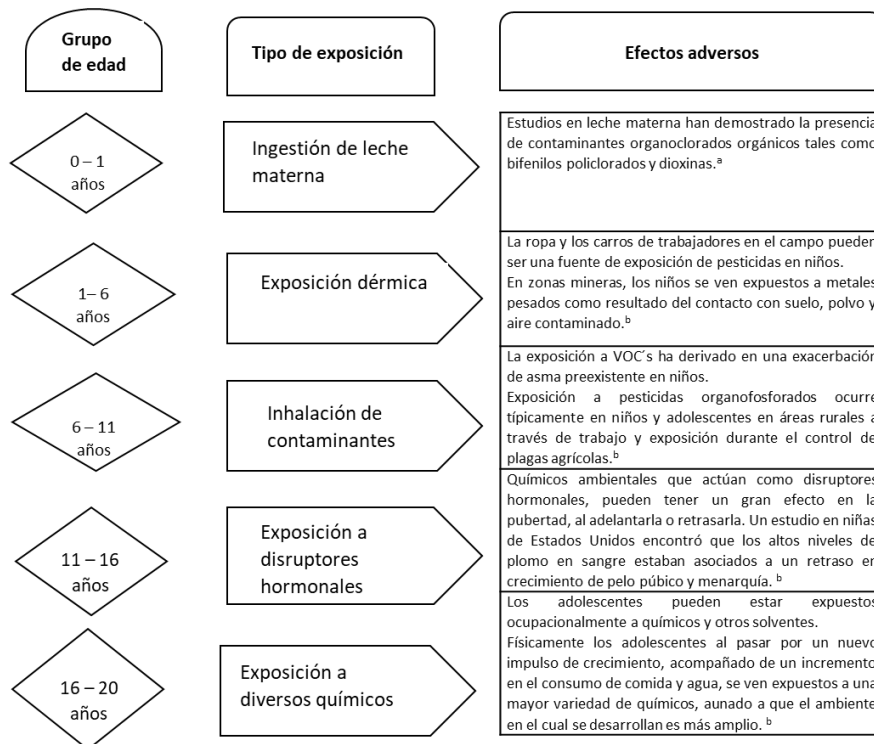 Grupo
de edad
Tipo de exposición
Efectos adversos
0 – 1
años
Ingestión de leche
materna
Estudios en leche materna han demostrado la presencia
de contaminantes organoclorados orgánicos tales como
bifenilos policlorados y dioxinas.ᵃ
1– 6
años
Exposición dérmica
La ropa y los carros de trabajadores en el campo pueden
ser una fuente de exposición de pesticidas en niños.
En zonas mineras, los niños se ven expuestos a metales
pesados como resultado del contacto con suelo, polvo y
aire contaminado.ᵇ
6 – 11
años
Inhalación de
contaminantes
La exposición a VOC´s ha derivado en una exacerbación
de asma preexistente en niños.
Exposición a pesticidas organofosforados ocurre
típicamente en niños y adolescentes en áreas rurales a
través de trabajo y exposición durante el control de
plagas agrícolas.ᵇ
11 – 16
años
Exposición a
disruptores
hormonales
Químicos ambientales que actúan como disruptores
hormonales, pueden tener un gran efecto en la
pubertad, al adelantarla o retrasarla. Un estudio en niñas
de Estados Unidos encontró que los altos niveles de
plomo en sangre estaban asociados a un retraso en
crecimiento de pelo púbico y menarquía. ᵇ
16 – 20
años
Exposición a
diversos químicos
Los adolescentes pueden estar expuestos
ocupacionalmente a químicos y otros solventes.
Físicamente los adolescentes al pasar por un nuevo
impulso de crecimiento, acompañado de un incremento
en el consumo de comida y agua, se ven expuestos a una
mayor variedad de químicos, aunado a que el ambiente
en el cual se desarrollan es más amplio. ᵇ